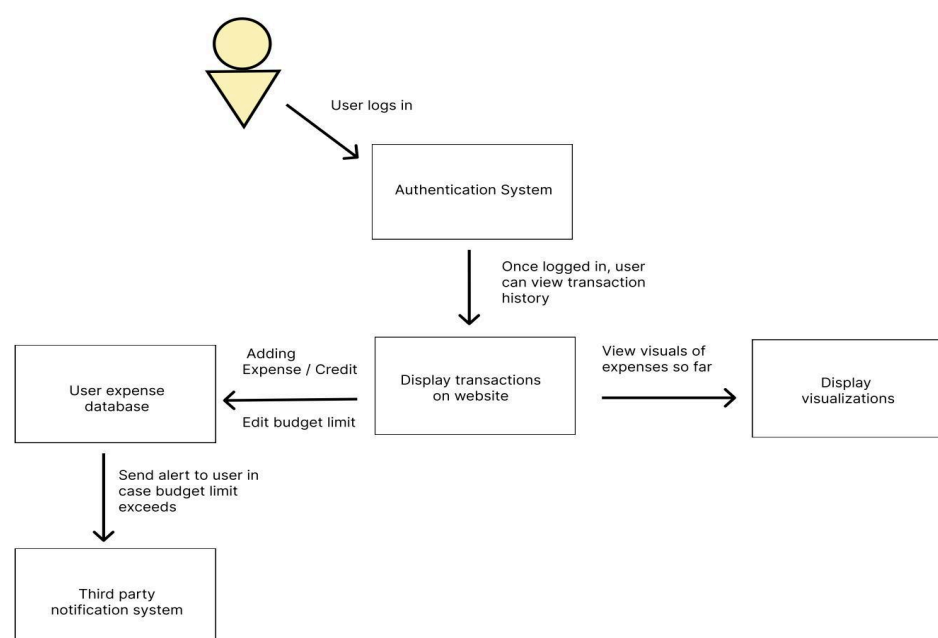 User logs in
Authentication System
Once logged in, user
can view transaction
history
Adding
Expense / Credit
Edit budget limit
User expense
database
Display transactions
on website
View visuals of
expenses so far
Display
visualizations
Send alert to user in
case budget limit
exceeds
Third party
notification system